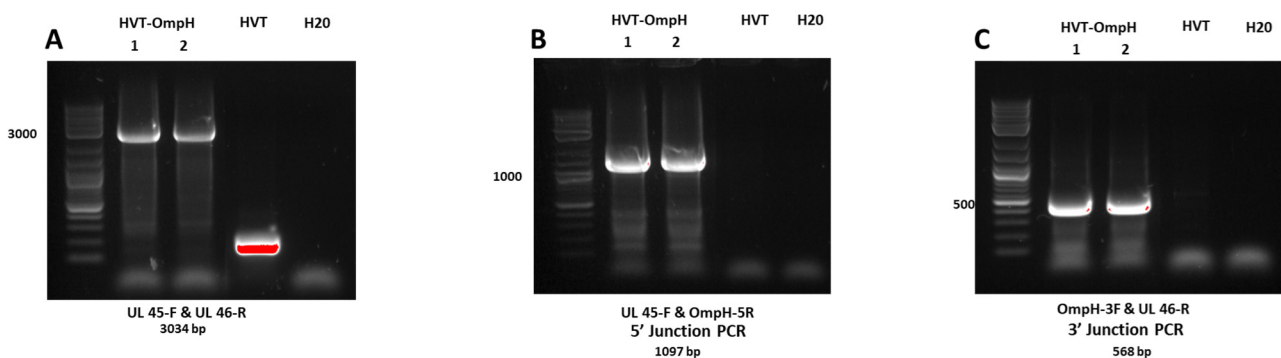 A
HVT-OmpH HVT H20
1 2
3000
UL 45-F & UL 46-R
3034 bp
B
HVT-OmpH HVT H20
1 2
1000
UL 45-F & OmpH-5R
5’ Junction PCR
1097 bp
C
HVT-OmpH HVT H20
1 2
500
OmpH-3F & UL 46-R
3’ Junction PCR
568 bp